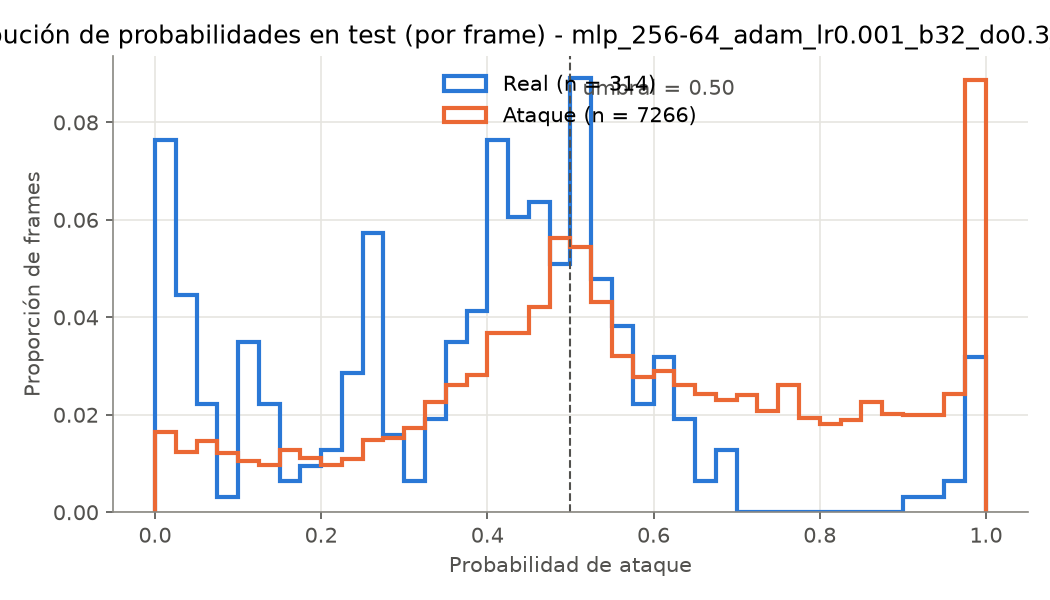 bución de probabilidades en test (por frame) - mlp_256-64_adam_lr0.001_b32_do0.3
Real (n = 314)
umbral = 0.50
Ataque (n = 7266)
Proporción de frames
0.08
0.06
0.04
0.02
0.00
0.0 0.2 0.4 0.6 0.8 1.0
Probabilidad de ataque